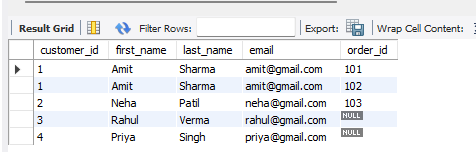 Result Grid Filter Rows: Export: Wrap Cell Content:
customer_id first_name last_name email order_id
1 Amit Sharma amit@gmail.com 101
1 Amit Sharma amit@gmail.com 102
2 Neha Patil neha@gmail.com 103
3 Rahul Verma rahul@gmail.com NULL
4 Priya Singh priya@gmail.com NULL